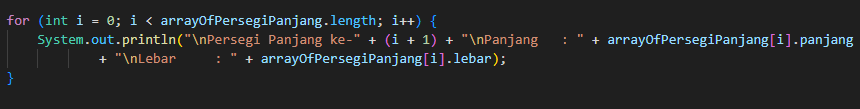 for (int i = 0; i < arrayOfPersegiPanjang.length; i++) {
    System.out.println("\nPersegi Panjang ke-" + (i + 1) + "\nPanjang   : " + arrayOfPersegiPanjang[i].panjang
            + "\nLebar     : " + arrayOfPersegiPanjang[i].lebar);
}